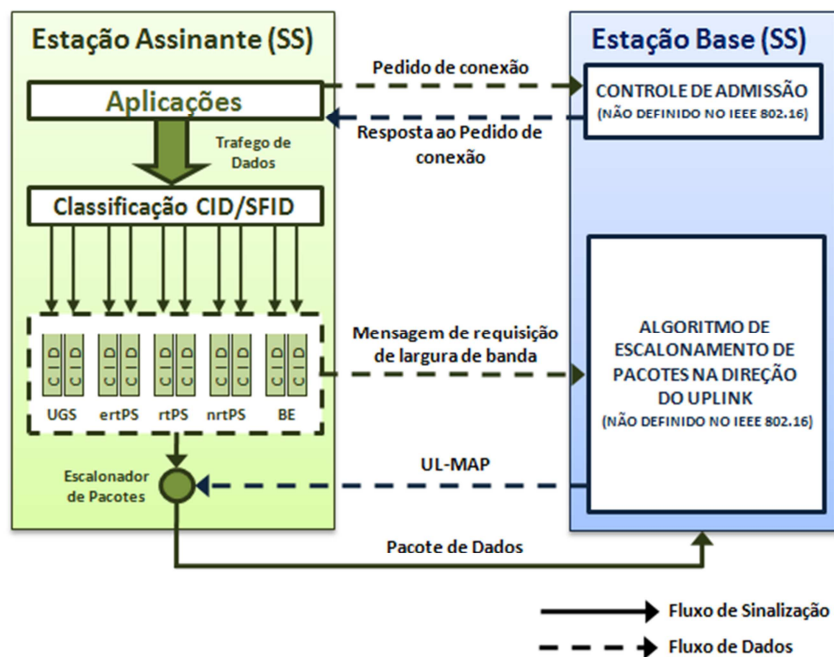 Estação Assinante (SS)
Aplicações
Trafego de
Dados
Classificação CID/SFID
CID CID CID CID CID CID CID CID CID CID
UGS ertPS rtPS nrtPS BE
Escalonador
de Pacotes
Pedido de conexão
Resposta ao Pedido de
conexão
Mensagem de requisição
de largura de banda
UL-MAP
Pacote de Dados
Estação Base (SS)
CONTROLE DE ADMISSÃO
(NÃO DEFINIDO NO IEEE 802.16)
ALGORITMO DE
ESCALONAMENTO DE
PACOTES NA DIREÇÃO
DO UPLINK
(NÃO DEFINIDO NO IEEE 802.16)
Fluxo de Sinalização
Fluxo de Dados